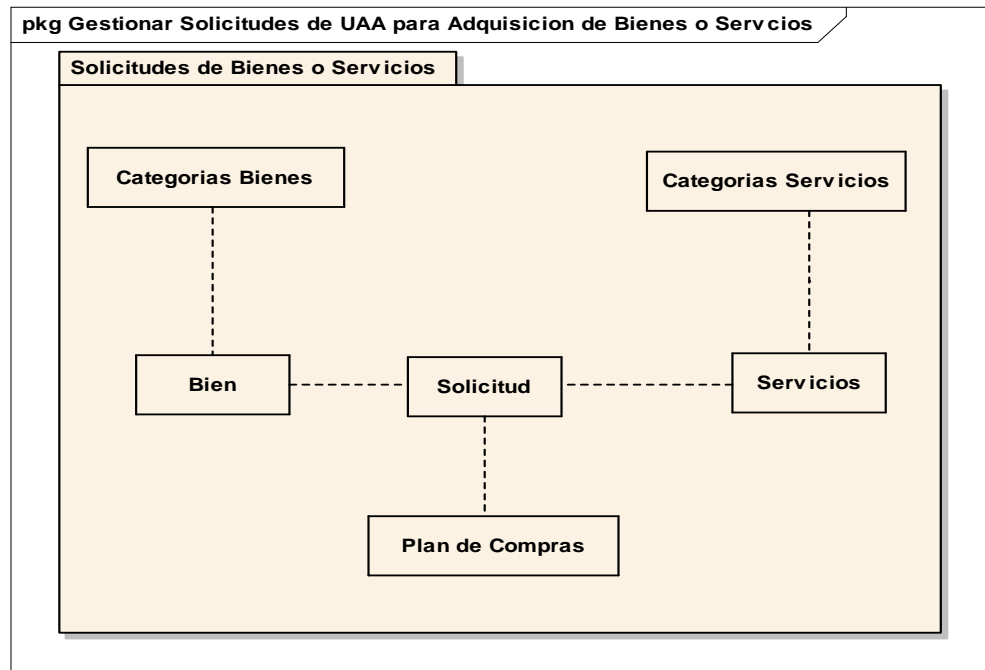 pkg Gestionar Solicitudes de UAA para Adquisicion de Bienes o Servcios
Solicitudes de Bienes o Servicios
Categorias Bienes
Categorias Servicios
Bien
Solicitud
Servicios
Plan de Compras